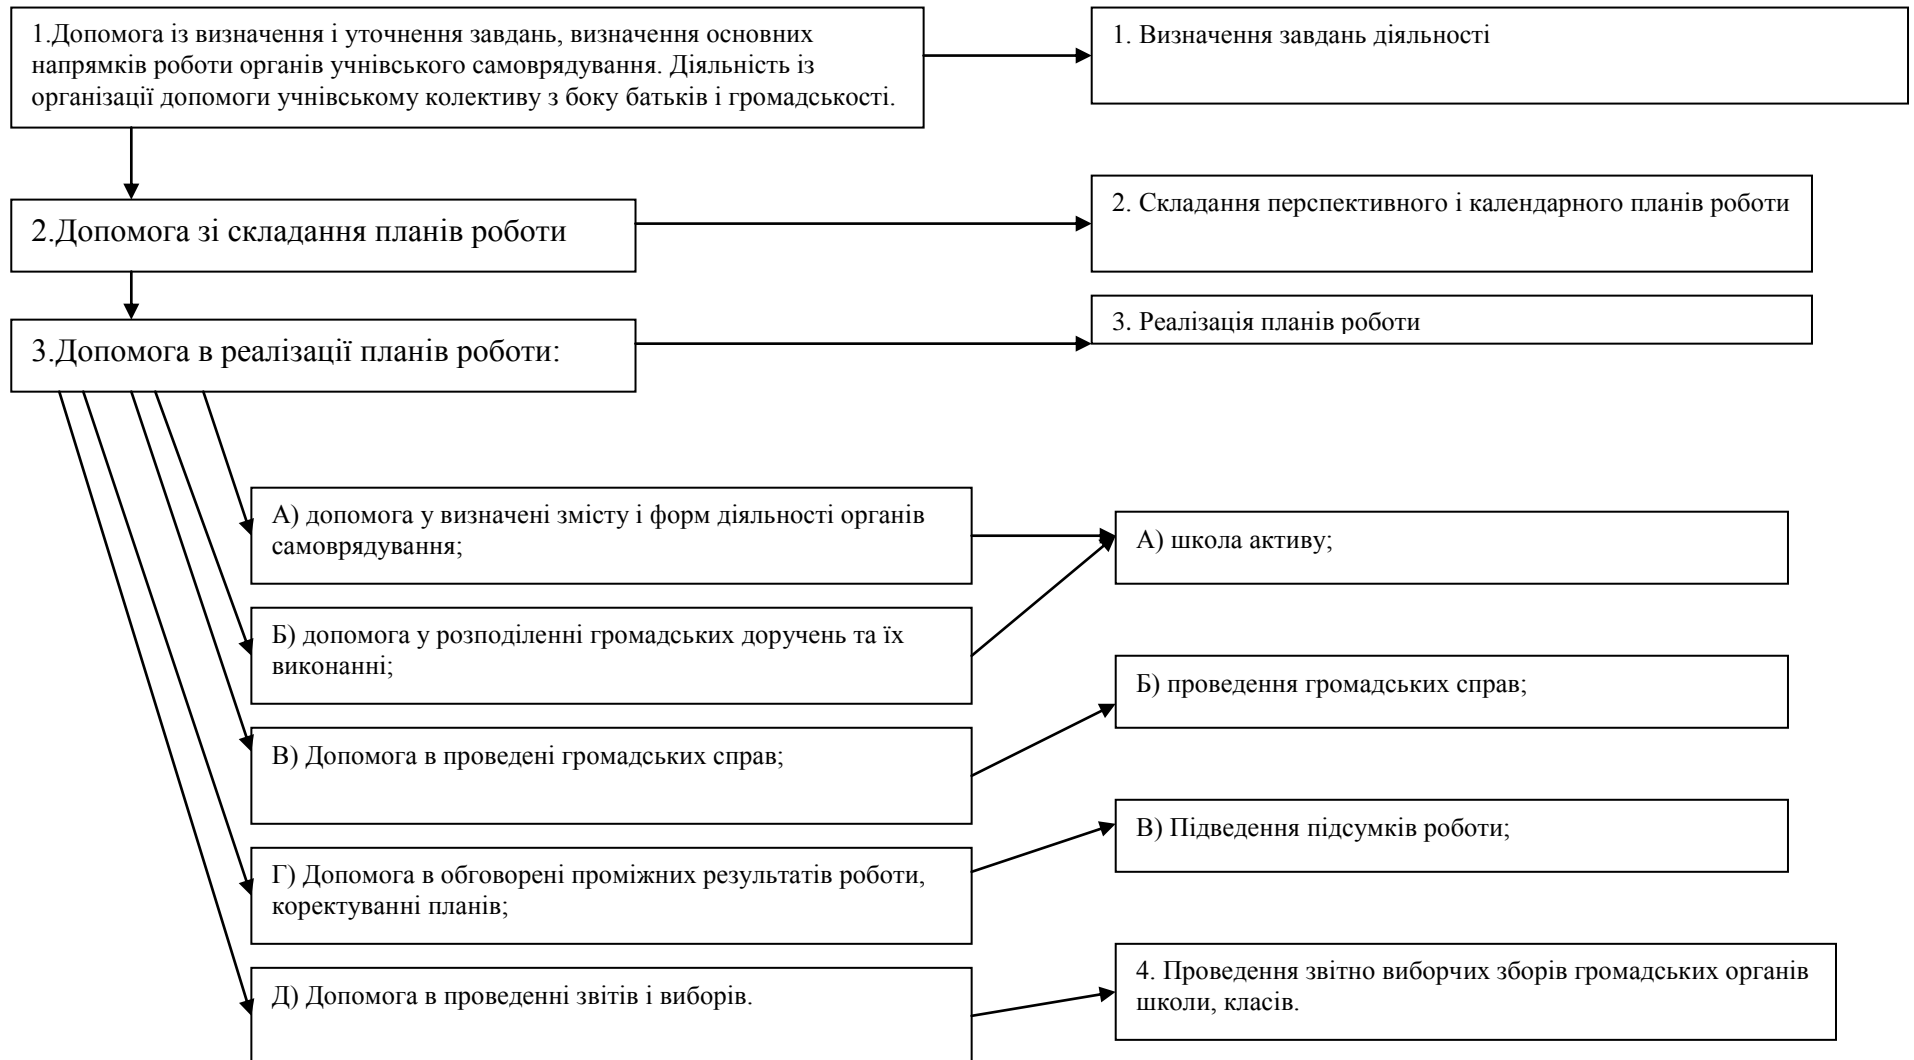 1.Допомога із визначення і уточнення завдань, визначення основних
напрямків роботи органів учнівського самоврядування. Діяльність із
організації допомоги учнівському колективу з боку батьків і громадськості.
1. Визначення завдань діяльності
2.Допомога зі складання планів роботи
2. Складання перспективного і календарного планів роботи
3.Допомога в реалізації планів роботи:
3. Реалізація планів роботи
А) допомога у визначені змісту і форм діяльності органів
самоврядування;
А) школа активу;
Б) допомога у розподіленні громадських доручень та їх
виконанні;
Б) проведення громадських справ;
В) Допомога в проведені громадських справ;
В) Підведення підсумків роботи;
Г) Допомога в обговорені проміжних результатів роботи,
коректуванні планів;
Д) Допомога в проведенні звітів і виборів.
4. Проведення звітно виборчих зборів громадських органів
школи, класів.